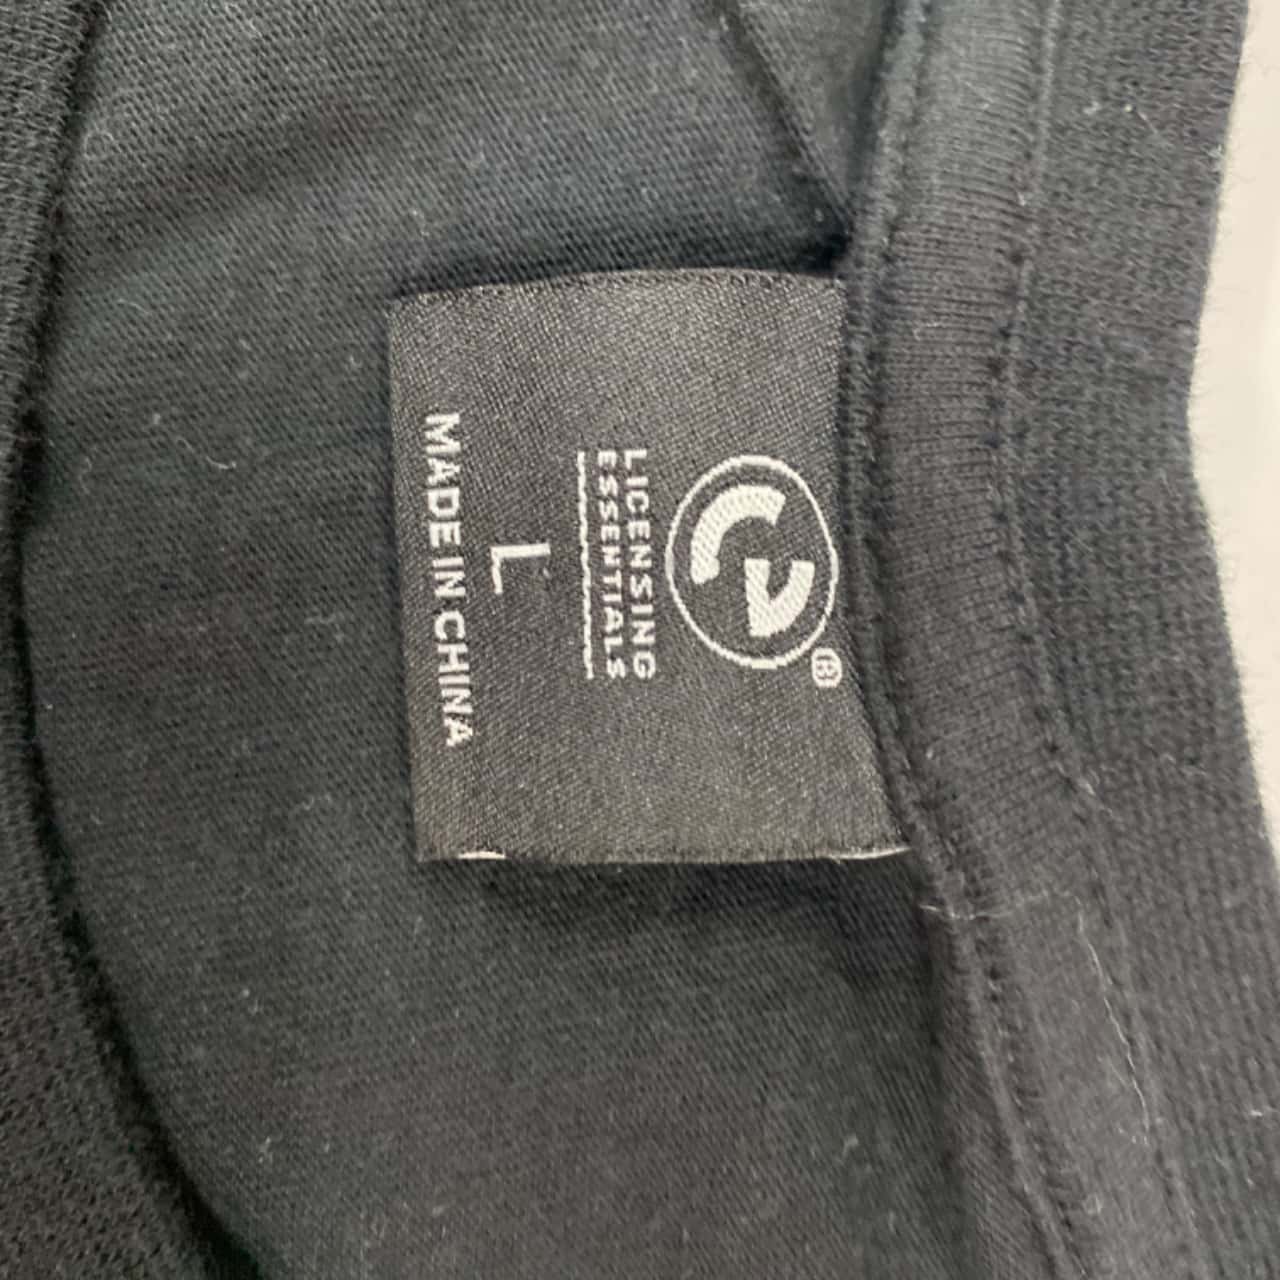 ®
LICENSING
ESSENTIALS
L
MADE IN CHINA